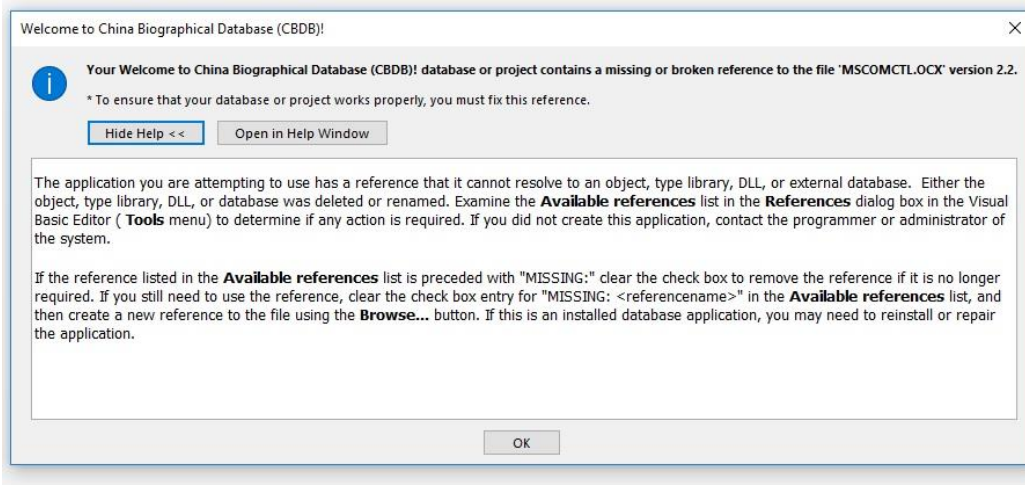 Welcome to China Biographical Database (CBDB)!
Your Welcome to China Biographical Database (CBDB)! database or project contains a missing or broken reference to the file 'MSCOMCTL.OCX' version 2.2.
* To ensure that your database or project works properly, you must fix this reference.
Hide Help << Open in Help Window
The application you are attempting to use has a reference that it cannot resolve to an object, type library, DLL, or external database. Either the
object, type library, DLL, or database was deleted or renamed. Examine the Available references list in the References dialog box in the Visual
Basic Editor ( Tools menu) to determine if any action is required. If you did not create this application, contact the programmer or administrator of
the system.
If the reference listed in the Available references list is preceded with "MISSING:" clear the check box to remove the reference if it is no longer
required. If you still need to use the reference, clear the check box entry for "MISSING: <referencename>" in the Available references list, and
then create a new reference to the file using the Browse... button. If this is an installed database application, you may need to reinstall or repair
the application.
OK